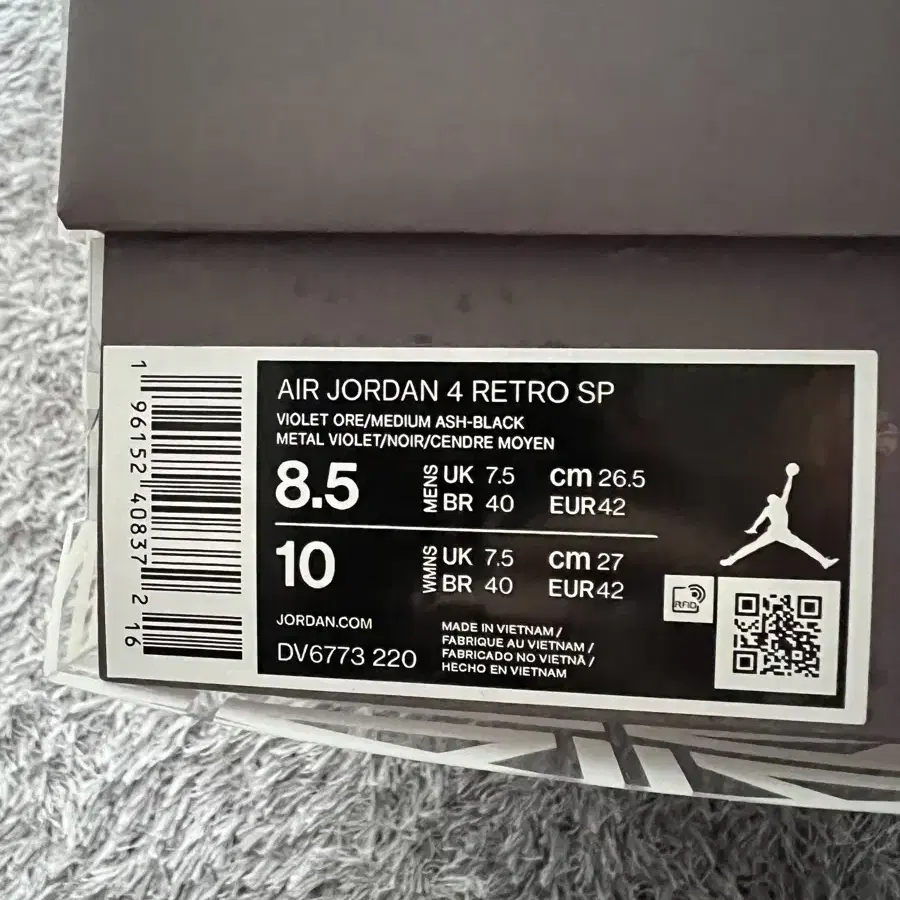 1 96152 40837 2 16
AIR JORDAN 4 RETRO SP
VIOLET ORE/MEDIUM ASH-BLACK
METAL VIOLET/NOIR/CENDRE MOYEN
8.5 MENS UK 7.5 cm 26.5
BR 40 EUR 42
10 WMNS UK 7.5 cm 27
BR 40 EUR 42
JORDAN.COM
DV6773 220
MADE IN VIETNAM /
FABRIQUE AU VIETNAM /
FABRICADO NO VIETNÃ /
HECHO EN VIETNAM
RFID